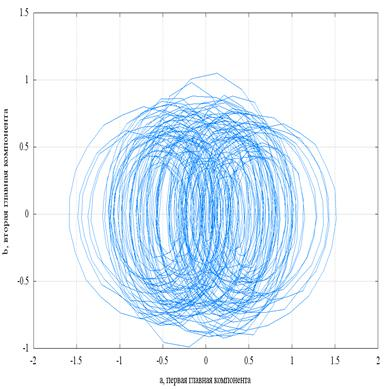 1.5
1
0.5
0
-0.5
-1
b, вторая главная компонента
-2 -1.5 -1 -0.5 0 0.5 1 1.5 2
a, первая главная компонента